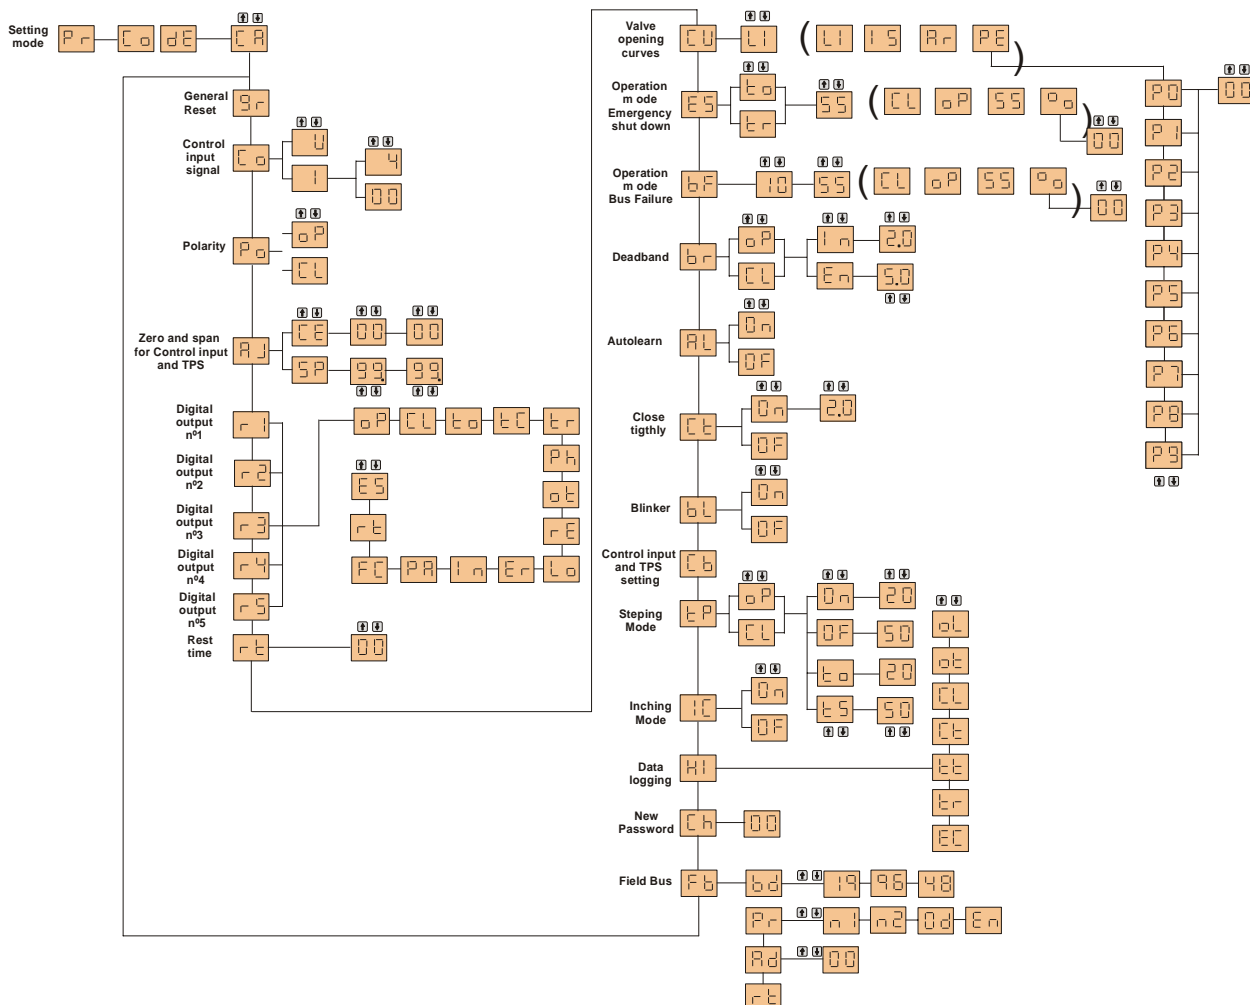 Setting
mode
Pr Co dE CA
General
Reset
gr
Control
input
signal
Co
U
I
4
00
Polarity
Po
oP
CL
Zero and span
for Control input
and TPS
AJ
CE 00 00
SP 99. 99.
Digital
output
nº1
r1
Digital
output
nº2
r2
Digital
output
nº3
r3
Digital
output
nº4
r4
Digital
output
nº5
r5
oP CL to tC tr
Ph
ot
rE
Lo
Er
In
PA
FC
rt
ES
Rest
time
rt
00
Valve
opening
curves
CU LI ( LI IS Ar PE )
Operation
m ode
Emergency
shut down
ES
to
tr
SS ( CL oP SS %o )
00
Operation
m ode
Bus Failure
bF 10 SS ( CL oP SS %o )
00
Deadband
br
oP
CL
In 2.0
En 5.0
Autolearn
AL
On
OF
Close
tigthly
Ct
On 2.0
OF
Blinker
bL
On
OF
Control input
and TPS
setting
Cb
Steping
Mode
tP
oP
CL
On 20
OF 50
to 20
tS 50
Inching
Mode
IC
On
OF
Data
logging
HI
oL
ot
CL
Ct
tt
tr
EC
New
Password
Ch 00
Field Bus
Fb bd 19 96 48
Pr n1 n2 0d En
Ad 00
rt
P0 00
P1
P2
P3
P4
P5
P6
P7
P8
P9